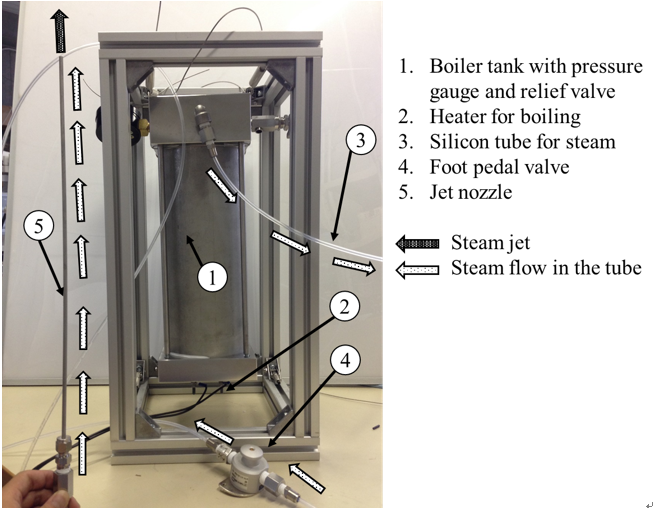 1. Boiler tank with pressure
gauge and relief valve
2. Heater for boiling
3. Silicon tube for steam
4. Foot pedal valve
5. Jet nozzle
Steam jet
Steam flow in the tube
3
5
1
2
4